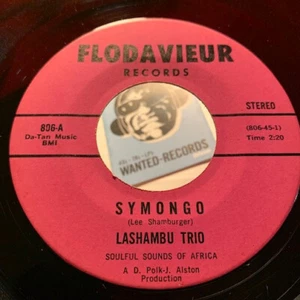 FLODAVIEUR
RECORDS
806-A
Da-Tan Music
BMI
STEREO
(806-45-1)
Time 2:20
WANTED-RECORDS
SYMONGO
(Lee Shamburger)
LASHAMBU TRIO
SOULFUL SOUNDS OF AFRICA
A D. Polk-J. Alston
Production